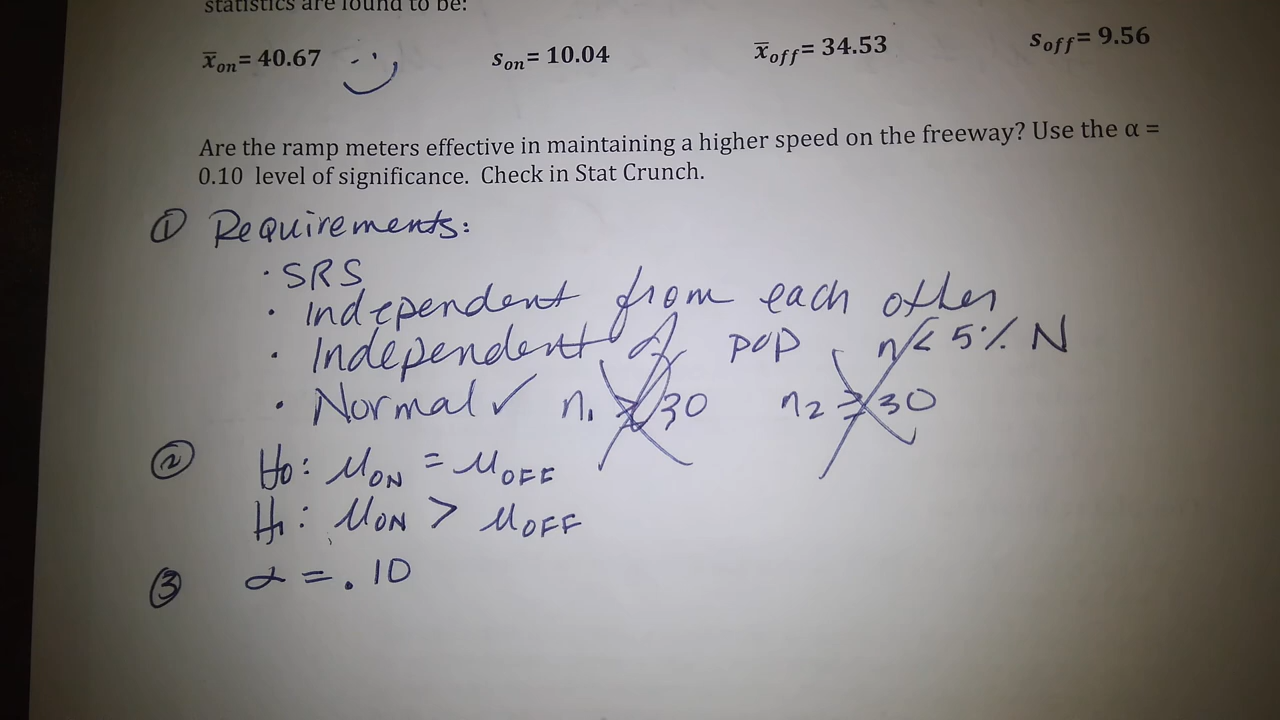 statistics are found to be:
x̄on= 40.67 son= 10.04 x̄off= 34.53 soff= 9.56
Are the ramp meters effective in maintaining a higher speed on the freeway? Use the α =
0.10 level of significance. Check in Stat Crunch.
① Requirements:
· SRS
· Independent from each other
· Independent of pop n < 5% N
· Normal ✓ n₁ ≥ 30 n₂ ≥ 30
② H₀: μON = μOFF
H₁: μON > μOFF
③ α = .10